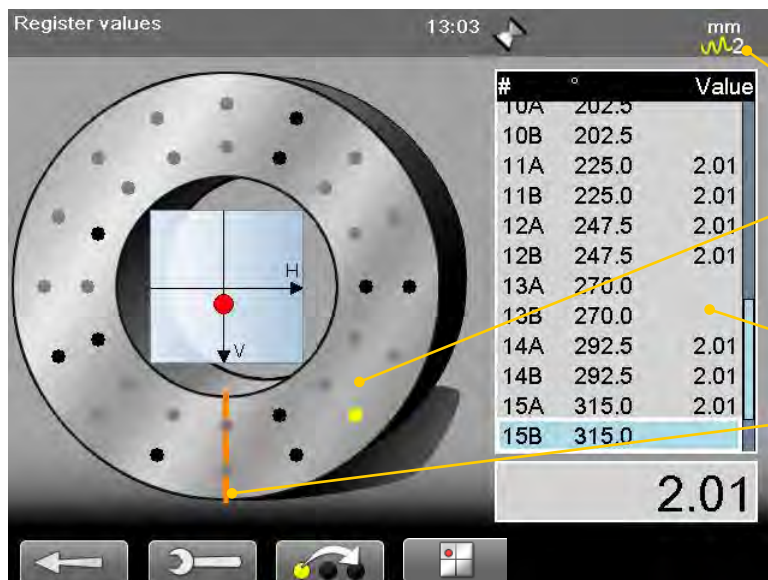 Register values 13:03 mm
2
# ° Value
10A 202.5
10B 202.5
11A 225.0 2.01
11B 225.0 2.01
12A 247.5 2.01
12B 247.5 2.01
13A 270.0
13B 270.0
14A 292.5 2.01
14B 292.5 2.01
15A 315.0 2.01
15B 315.0
H
V
2.01